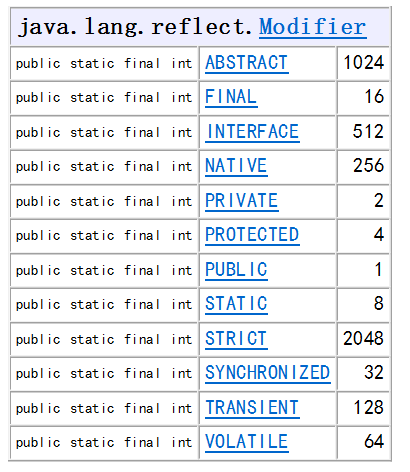 java.lang.reflect.Modifier
public static final int ABSTRACT 1024
public static final int FINAL 16
public static final int INTERFACE 512
public static final int NATIVE 256
public static final int PRIVATE 2
public static final int PROTECTED 4
public static final int PUBLIC 1
public static final int STATIC 8
public static final int STRICT 2048
public static final int SYNCHRONIZED 32
public static final int TRANSIENT 128
public static final int VOLATILE 64